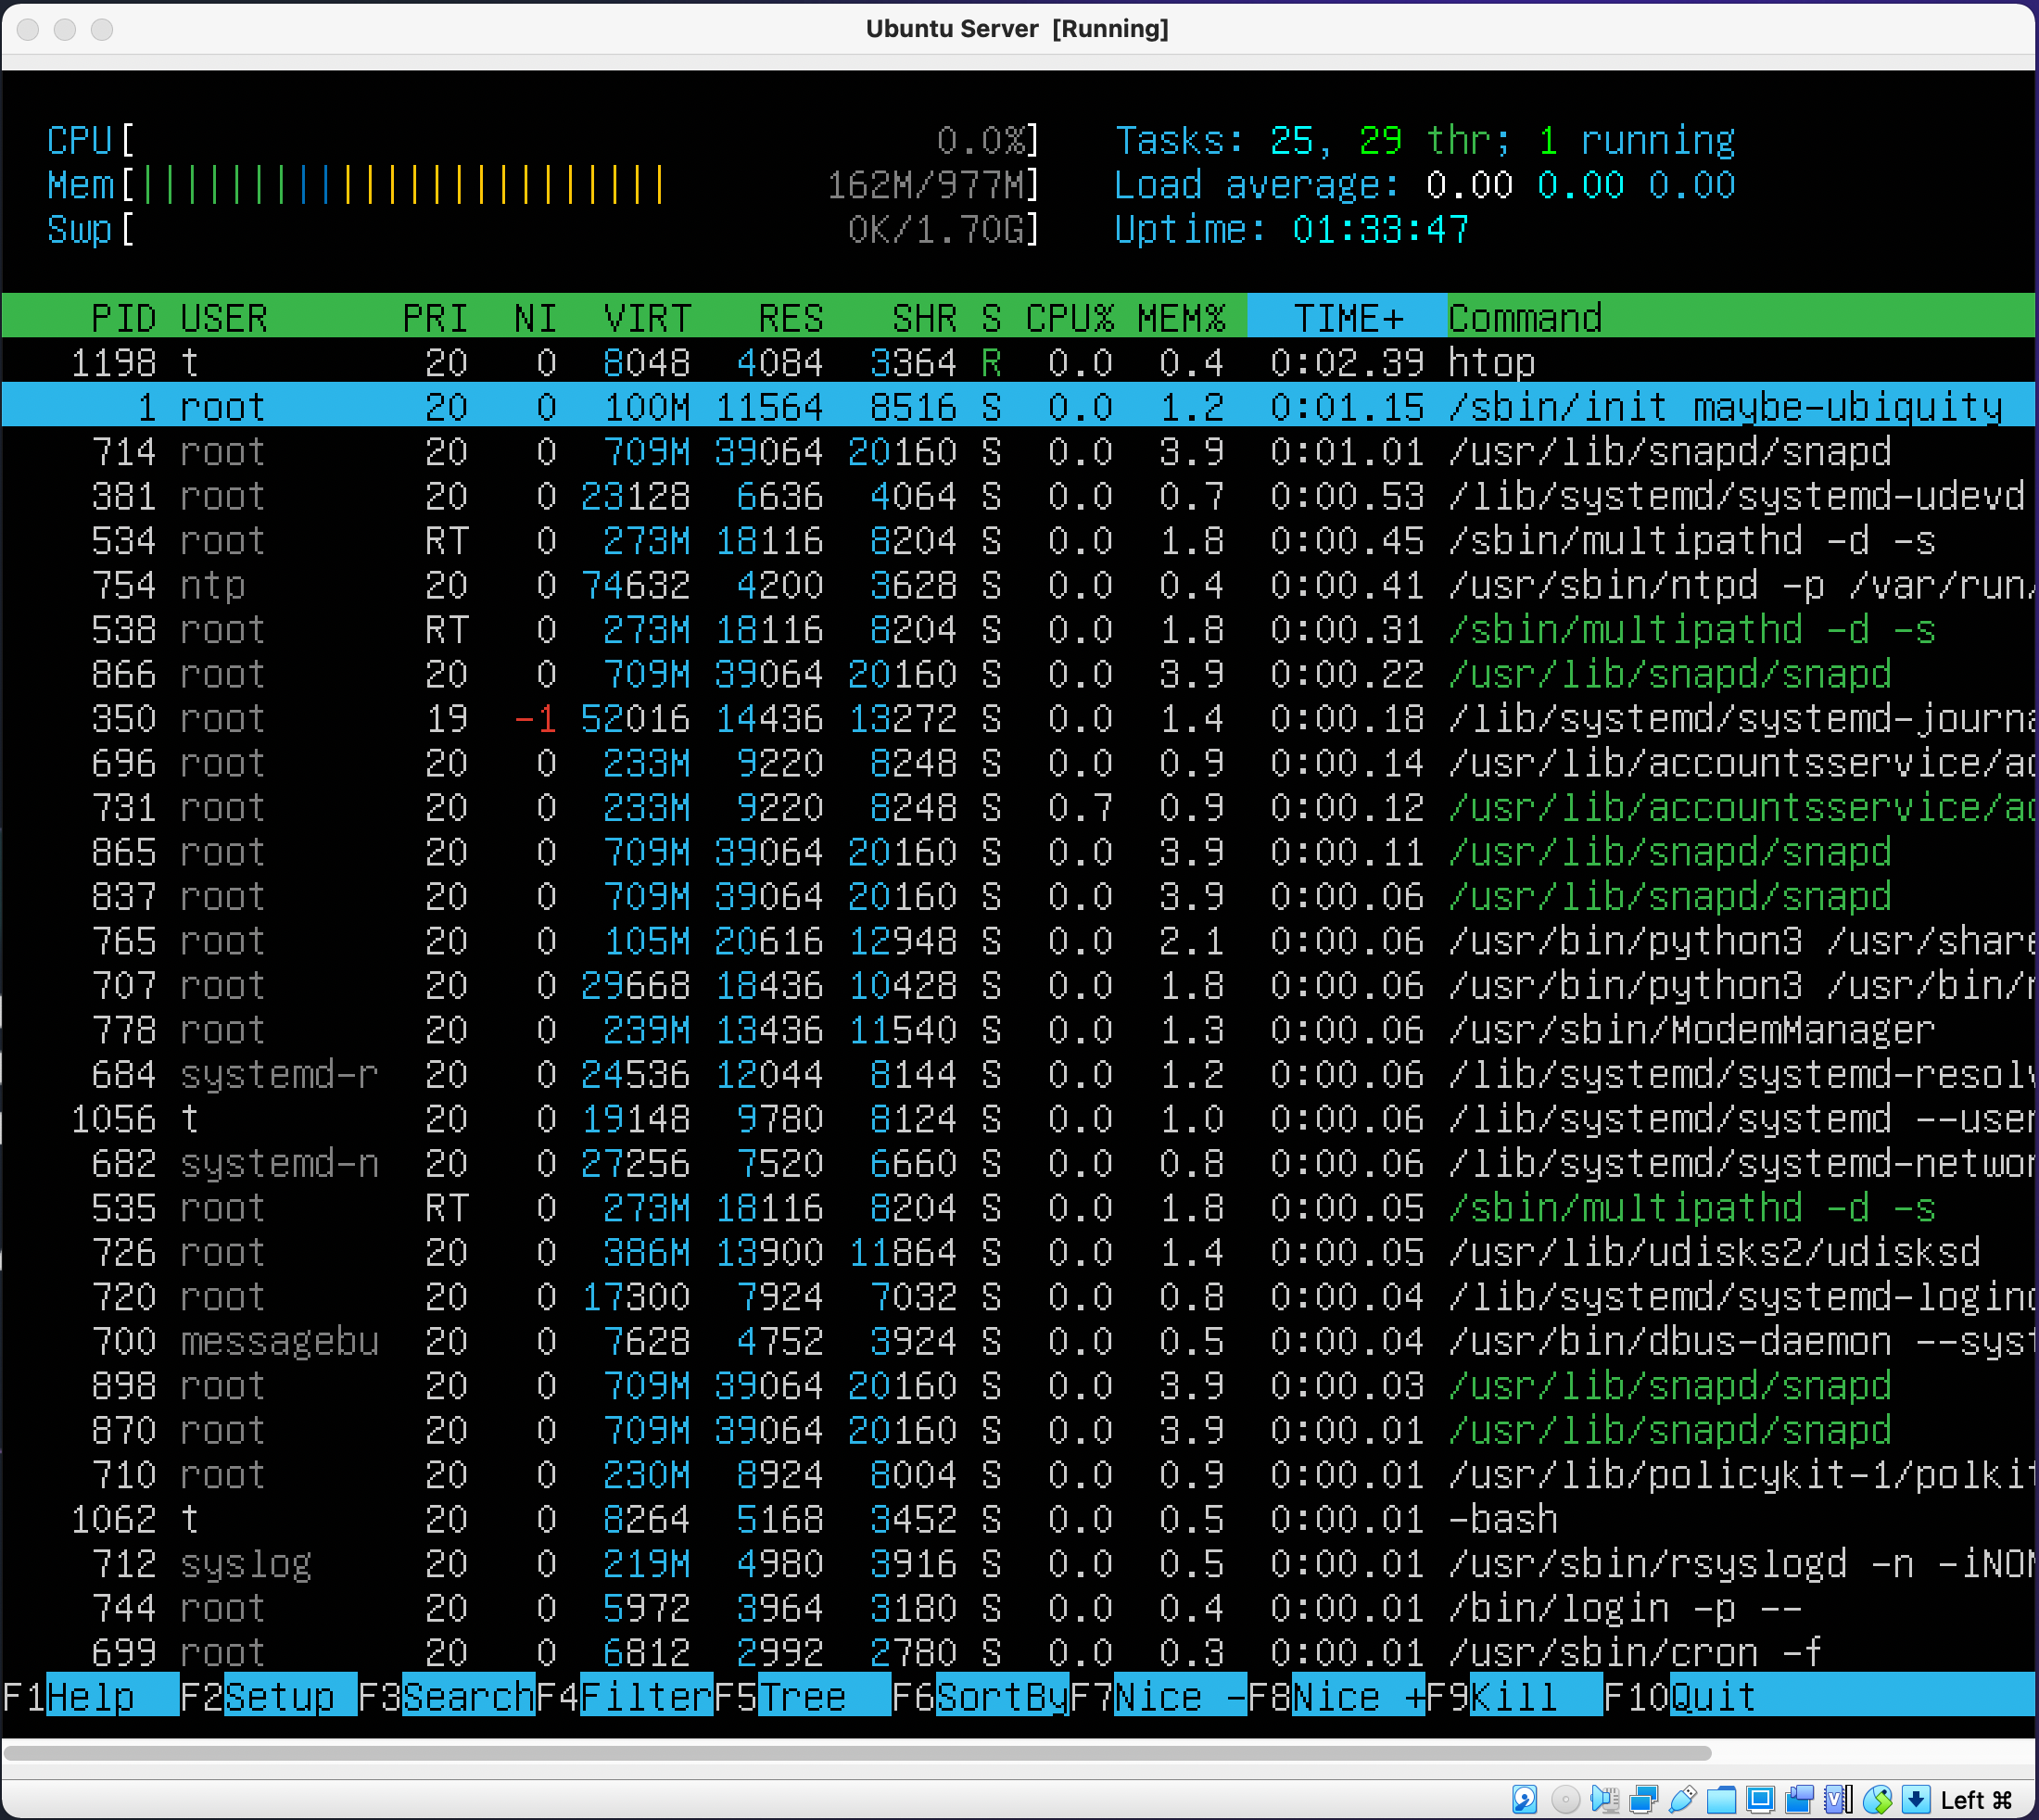 Ubuntu Server [Running]
CPU[ 0.0%] Tasks: 25, 29 thr; 1 running
Mem[||||||||||||||||||||||||162M/977M] Load average: 0.00 0.00 0.00
Swp[ 0K/1.70G] Uptime: 01:33:47
PID USER PRI NI VIRT RES SHR S CPU% MEM% TIME+ Command
1198 t 20 0 8048 4084 3364 R 0.0 0.4 0:02.39 htop
1 root 20 0 100M 11564 8516 S 0.0 1.2 0:01.15 /sbin/init maybe-ubiquity
714 root 20 0 709M 39064 20160 S 0.0 3.9 0:01.01 /usr/lib/snapd/snapd
381 root 20 0 23128 6636 4064 S 0.0 0.7 0:00.53 /lib/systemd/systemd-udevd
534 root RT 0 273M 18116 8204 S 0.0 1.8 0:00.45 /sbin/multipathd -d -s
754 ntp 20 0 74632 4200 3628 S 0.0 0.4 0:00.41 /usr/sbin/ntpd -p /var/run/
538 root RT 0 273M 18116 8204 S 0.0 1.8 0:00.31 /sbin/multipathd -d -s
866 root 20 0 709M 39064 20160 S 0.0 3.9 0:00.22 /usr/lib/snapd/snapd
350 root 19 -1 52016 14436 13272 S 0.0 1.4 0:00.18 /lib/systemd/systemd-journa
696 root 20 0 233M 9220 8248 S 0.0 0.9 0:00.14 /usr/lib/accountsservice/ac
731 root 20 0 233M 9220 8248 S 0.7 0.9 0:00.12 /usr/lib/accountsservice/ac
865 root 20 0 709M 39064 20160 S 0.0 3.9 0:00.11 /usr/lib/snapd/snapd
837 root 20 0 709M 39064 20160 S 0.0 3.9 0:00.06 /usr/lib/snapd/snapd
765 root 20 0 105M 20616 12948 S 0.0 2.1 0:00.06 /usr/bin/python3 /usr/share
707 root 20 0 29668 18436 10428 S 0.0 1.8 0:00.06 /usr/bin/python3 /usr/bin/n
778 root 20 0 239M 13436 11540 S 0.0 1.3 0:00.06 /usr/sbin/ModemManager
684 systemd-r 20 0 24536 12044 8144 S 0.0 1.2 0:00.06 /lib/systemd/systemd-resolv
1056 t 20 0 19148 9780 8124 S 0.0 1.0 0:00.06 /lib/systemd/systemd --user
682 systemd-n 20 0 27256 7520 6660 S 0.0 0.8 0:00.06 /lib/systemd/systemd-networ
535 root RT 0 273M 18116 8204 S 0.0 1.8 0:00.05 /sbin/multipathd -d -s
726 root 20 0 386M 13900 11864 S 0.0 1.4 0:00.05 /usr/lib/udisks2/udisksd
720 root 20 0 17300 7924 7032 S 0.0 0.8 0:00.04 /lib/systemd/systemd-logind
700 messagebu 20 0 7628 4752 3924 S 0.0 0.5 0:00.04 /usr/bin/dbus-daemon --syst
898 root 20 0 709M 39064 20160 S 0.0 3.9 0:00.03 /usr/lib/snapd/snapd
870 root 20 0 709M 39064 20160 S 0.0 3.9 0:00.01 /usr/lib/snapd/snapd
710 root 20 0 230M 8924 8004 S 0.0 0.9 0:00.01 /usr/lib/policykit-1/polkit
1062 t 20 0 8264 5168 3452 S 0.0 0.5 0:00.01 -bash
712 syslog 20 0 219M 4980 3916 S 0.0 0.5 0:00.01 /usr/sbin/rsyslogd -n -iNON
744 root 20 0 5972 3964 3180 S 0.0 0.4 0:00.01 /bin/login -p --
699 root 20 0 6812 2992 2780 S 0.0 0.3 0:00.01 /usr/sbin/cron -f
F1Help F2Setup F3SearchF4FilterF5Tree F6SortByF7Nice -F8Nice +F9Kill F10Quit
Left ⌘